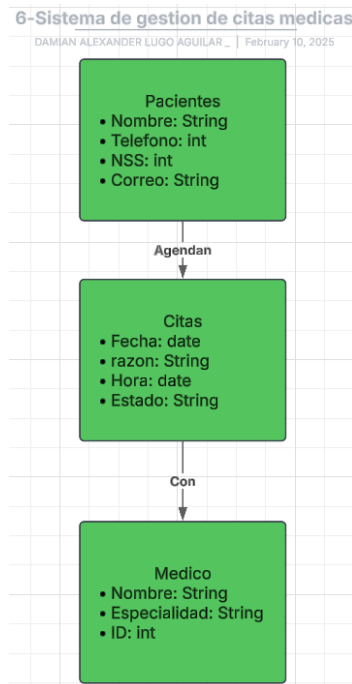 6-Sistema de gestion de citas medicas
DAMIAN ALEXANDER LUGO AGUILAR _ | February 10, 2025
Pacientes
• Nombre: String
• Telefono: int
• NSS: int
• Correo: String
Agendan
Citas
• Fecha: date
• razon: String
• Hora: date
• Estado: String
Con
Medico
• Nombre: String
• Especialidad: String
• ID: int